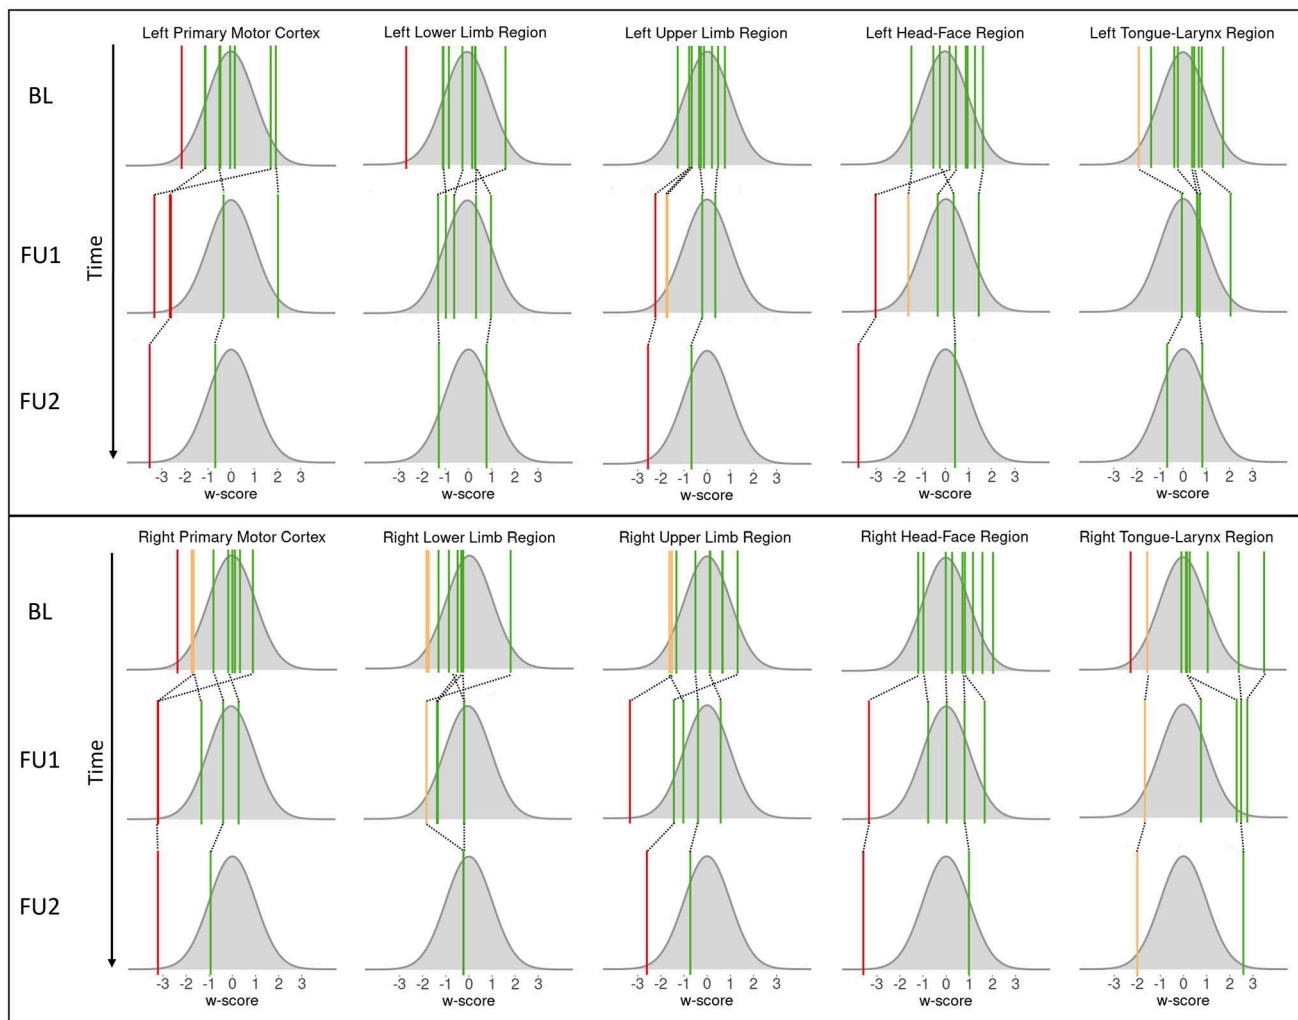 Left Primary Motor Cortex
Left Lower Limb Region
Left Upper Limb Region
Left Head-Face Region
Left Tongue-Larynx Region
BL
FU1
FU2
Time
-3 -2 -1 0 1 2 3
w-score
-3 -2 -1 0 1 2 3
w-score
-3 -2 -1 0 1 2 3
w-score
-3 -2 -1 0 1 2 3
w-score
-3 -2 -1 0 1 2 3
w-score
Right Primary Motor Cortex
Right Lower Limb Region
Right Upper Limb Region
Right Head-Face Region
Right Tongue-Larynx Region
BL
FU1
FU2
Time
-3 -2 -1 0 1 2 3
w-score
-3 -2 -1 0 1 2 3
w-score
-3 -2 -1 0 1 2 3
w-score
-3 -2 -1 0 1 2 3
w-score
-3 -2 -1 0 1 2 3
w-score